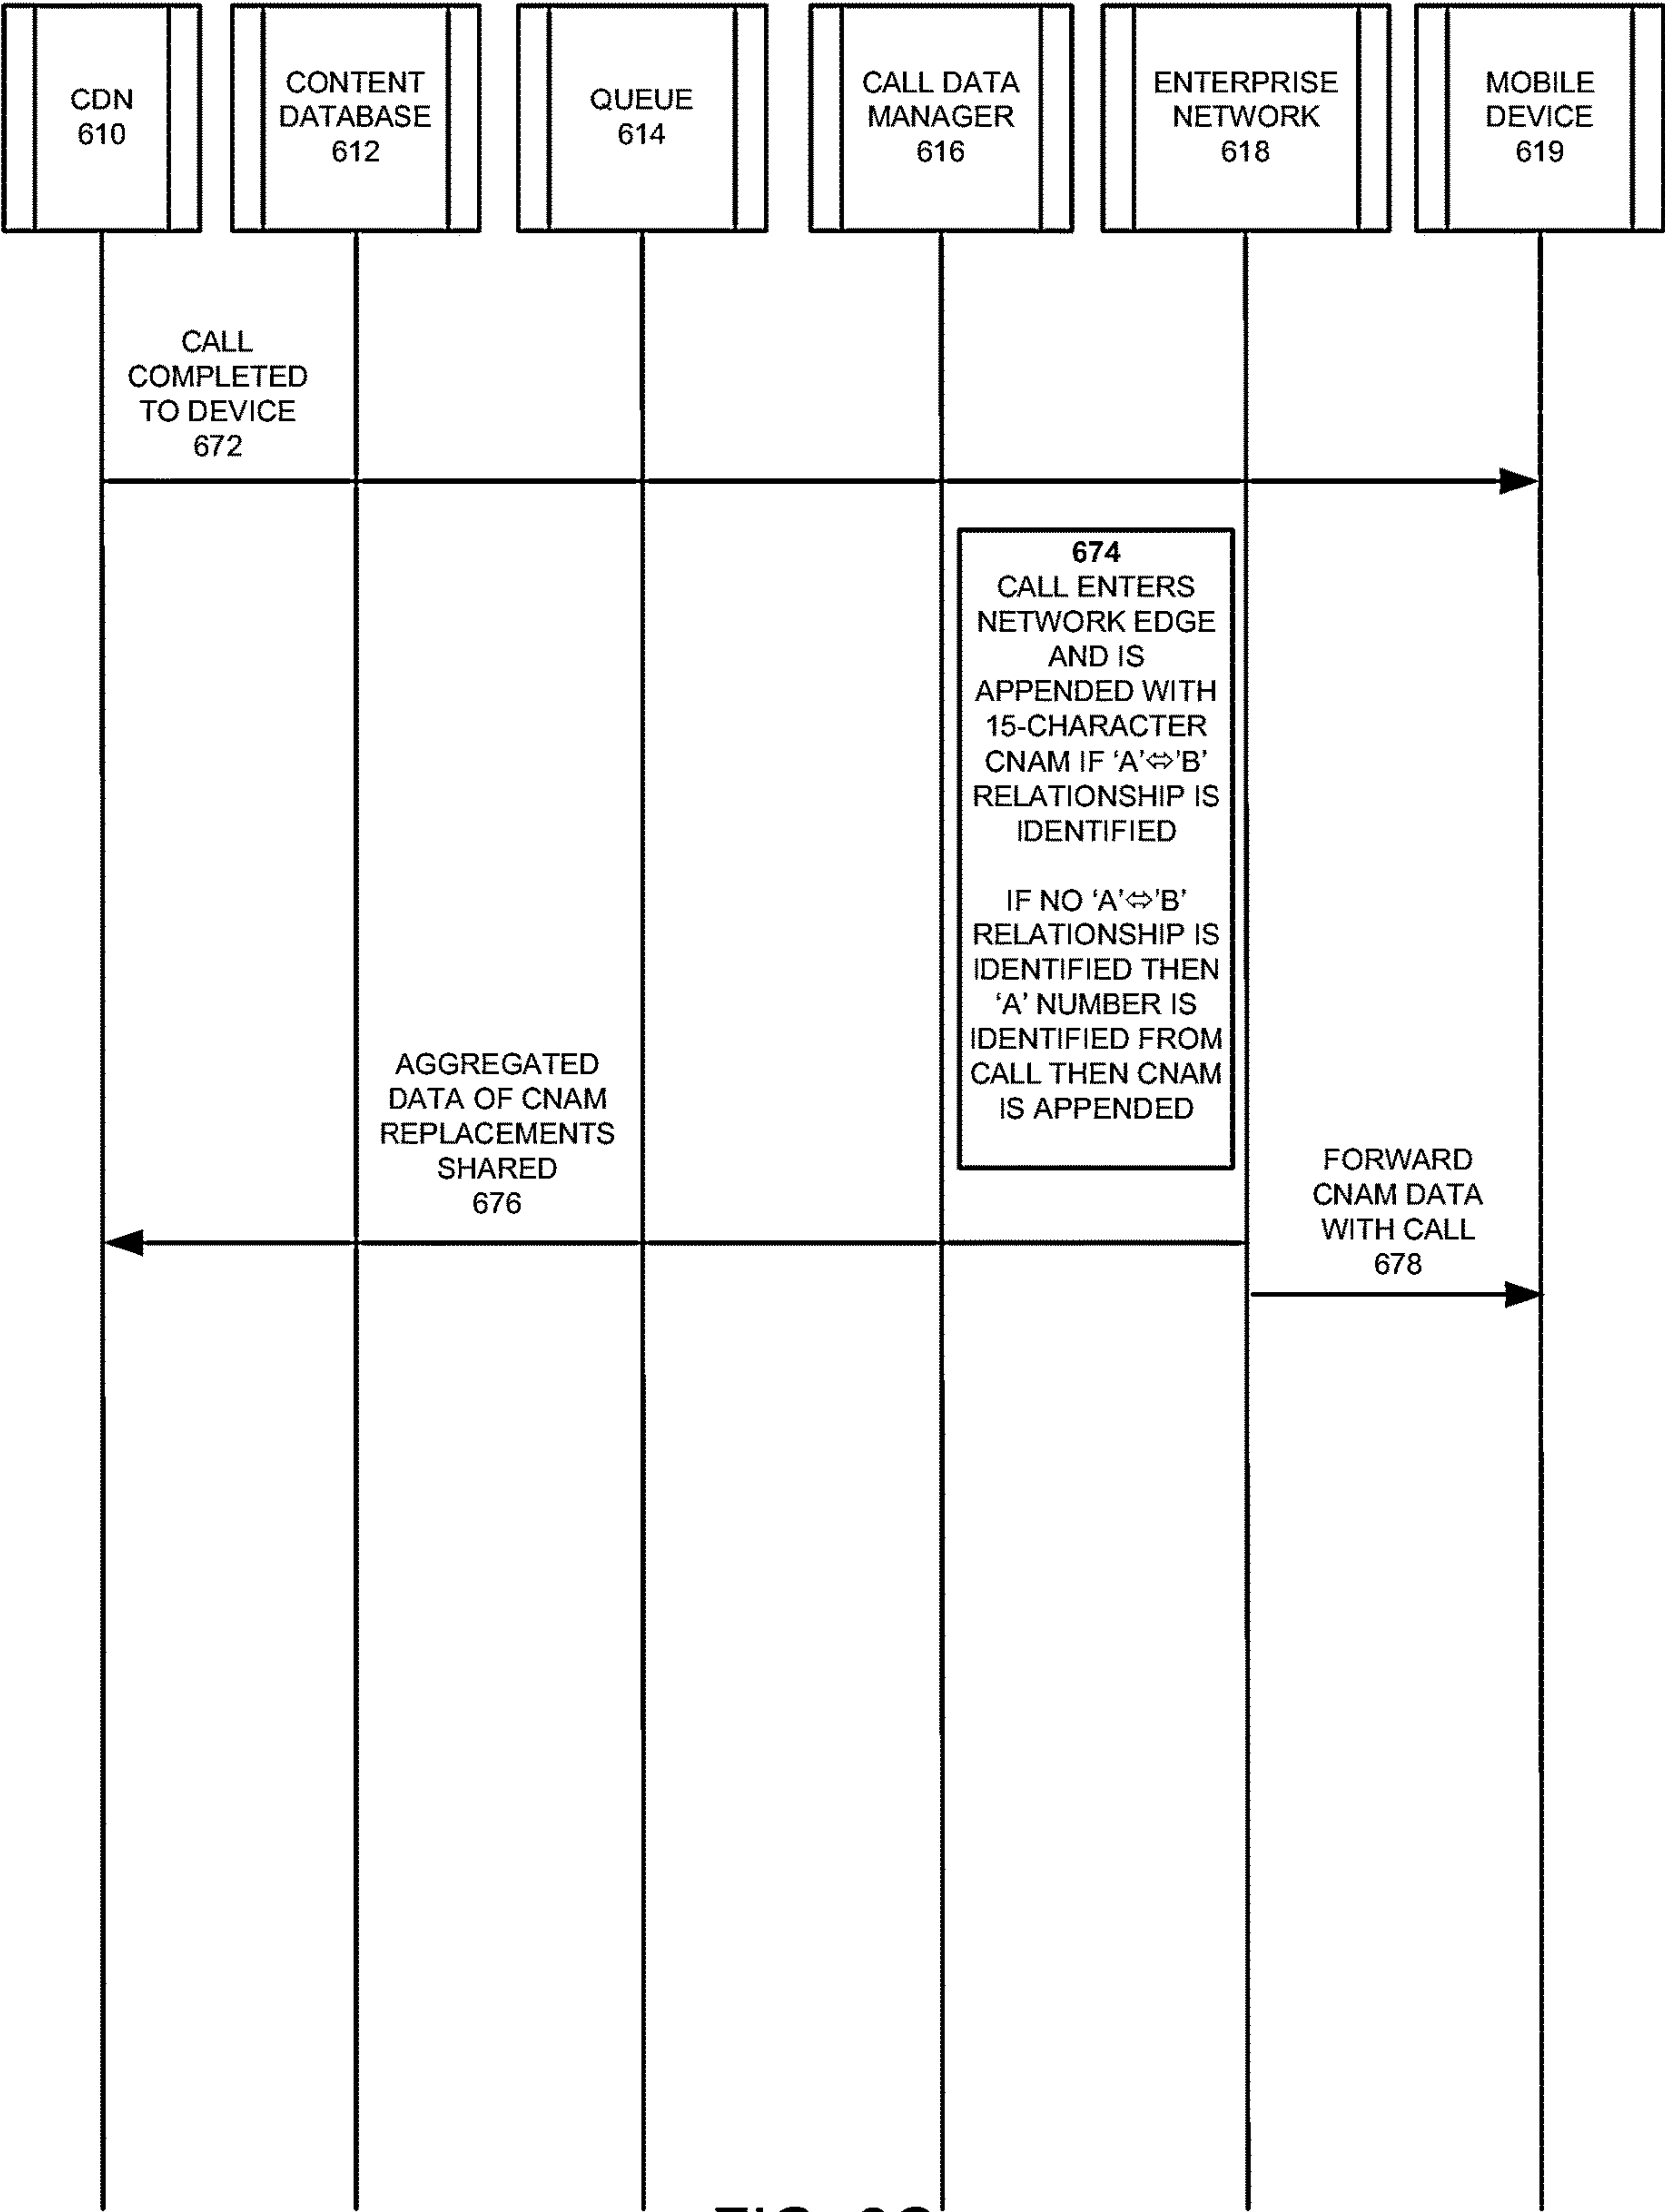 CDN
610
CONTENT
DATABASE
612
QUEUE
614
CALL DATA
MANAGER
616
ENTERPRISE
NETWORK
618
MOBILE
DEVICE
619
CALL
COMPLETED
TO DEVICE
672
674
CALL ENTERS
NETWORK EDGE
AND IS
APPENDED WITH
15-CHARACTER
CNAM IF ‘A’⇔’B’
RELATIONSHIP IS
IDENTIFIED
IF NO ‘A’⇔’B’
RELATIONSHIP IS
IDENTIFIED THEN
‘A’ NUMBER IS
IDENTIFIED FROM
CALL THEN CNAM
IS APPENDED
AGGREGATED
DATA OF CNAM
REPLACEMENTS
SHARED
676
FORWARD
CNAM DATA
WITH CALL
678